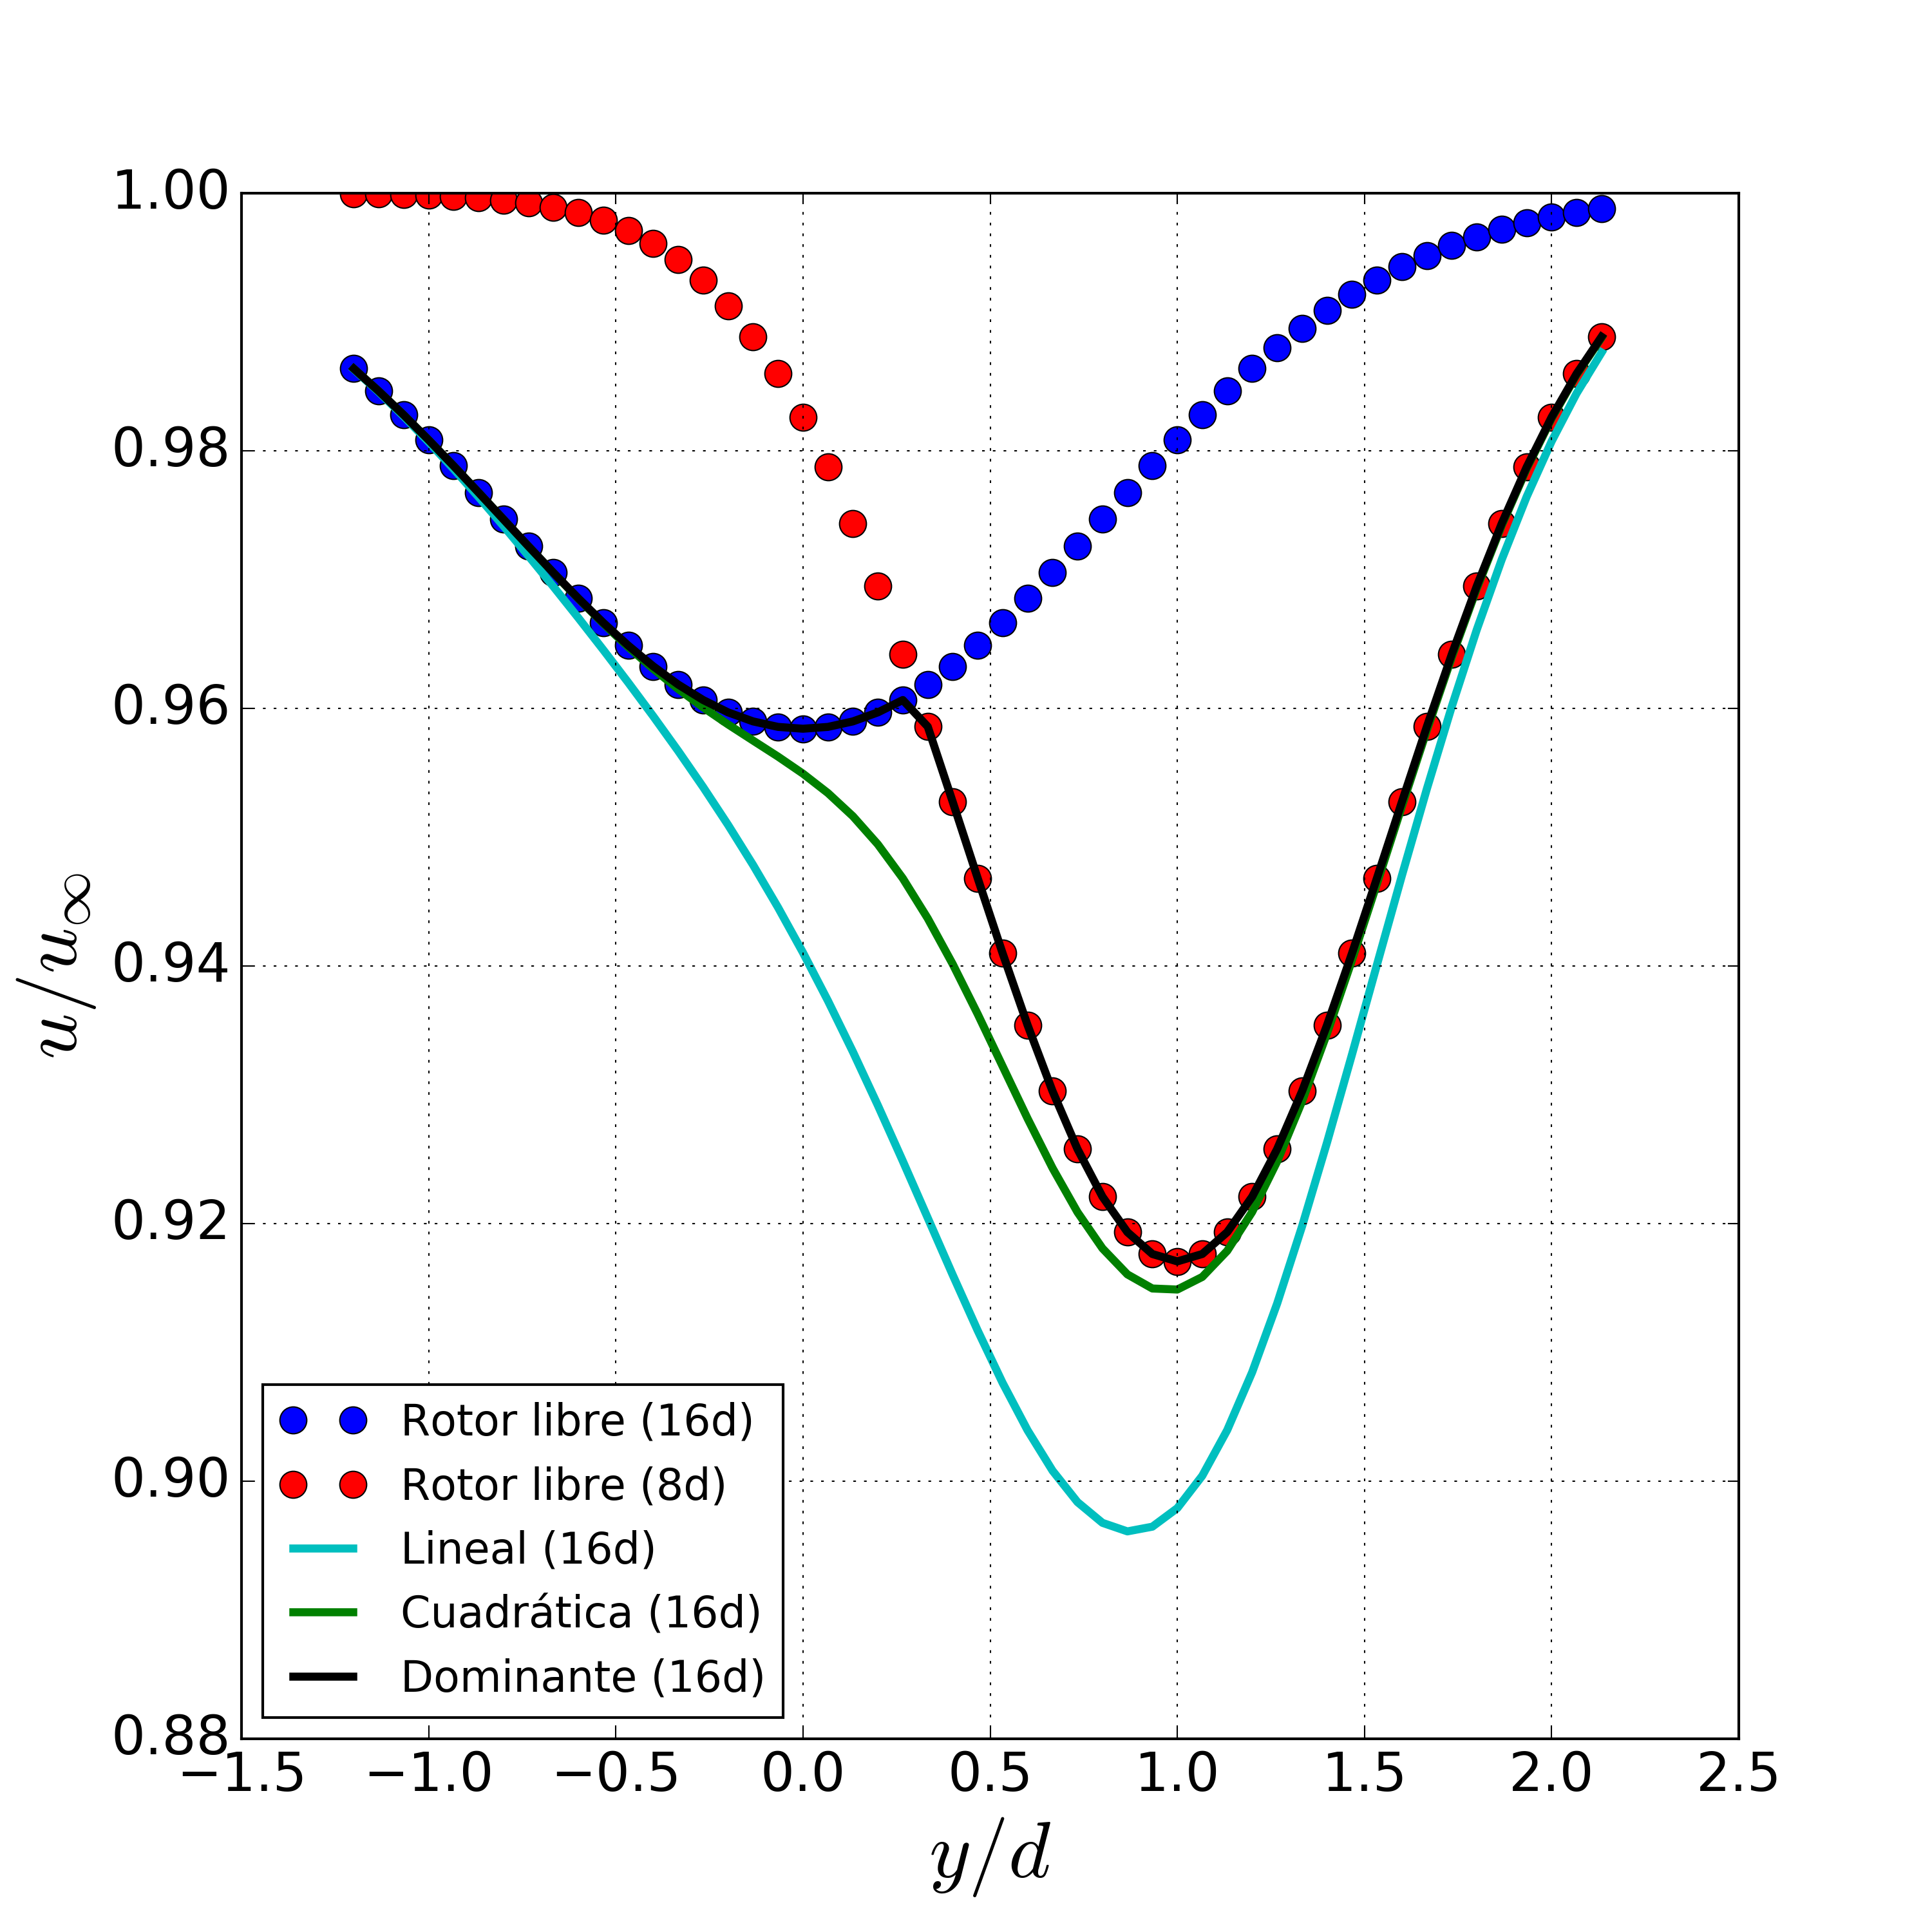 1.00
0.98
0.96
0.94
0.92
0.90
0.88
u/u∞
Rotor libre (16d)
Rotor libre (8d)
Lineal (16d)
Cuadrática (16d)
Dominante (16d)
−1.5 −1.0 −0.5 0.0 0.5 1.0 1.5 2.0 2.5
y/d